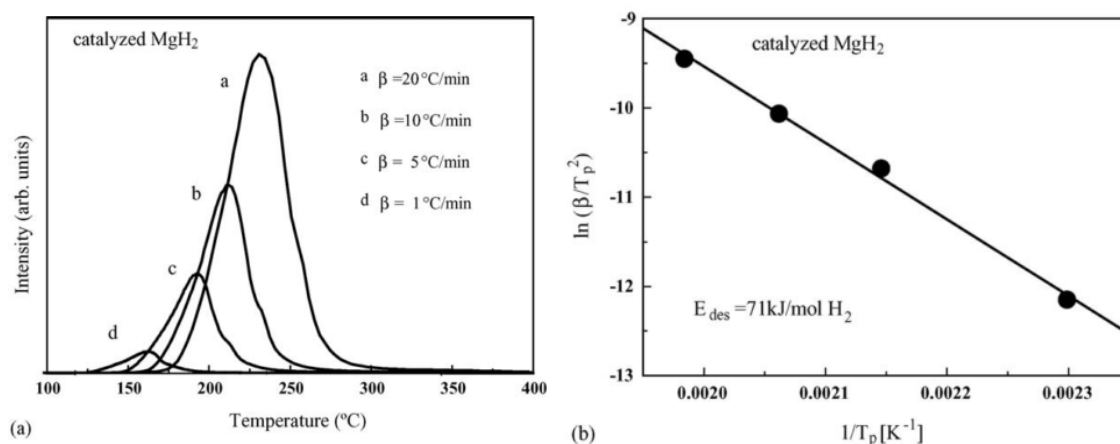 catalyzed MgH₂
a β =20°C/min
b β =10°C/min
c β = 5°C/min
d β = 1°C/min
a
b
c
d
Intensity (arb. units)
100 150 200 250 300 350 400
Temperature (ºC)
(a)
catalyzed MgH₂
-9
-10
-11
-12
-13
ln (β/Tₚ²)
E des =71kJ/mol H₂
0.0020 0.0021 0.0022 0.0023
1/Tₚ [K⁻¹]
(b)